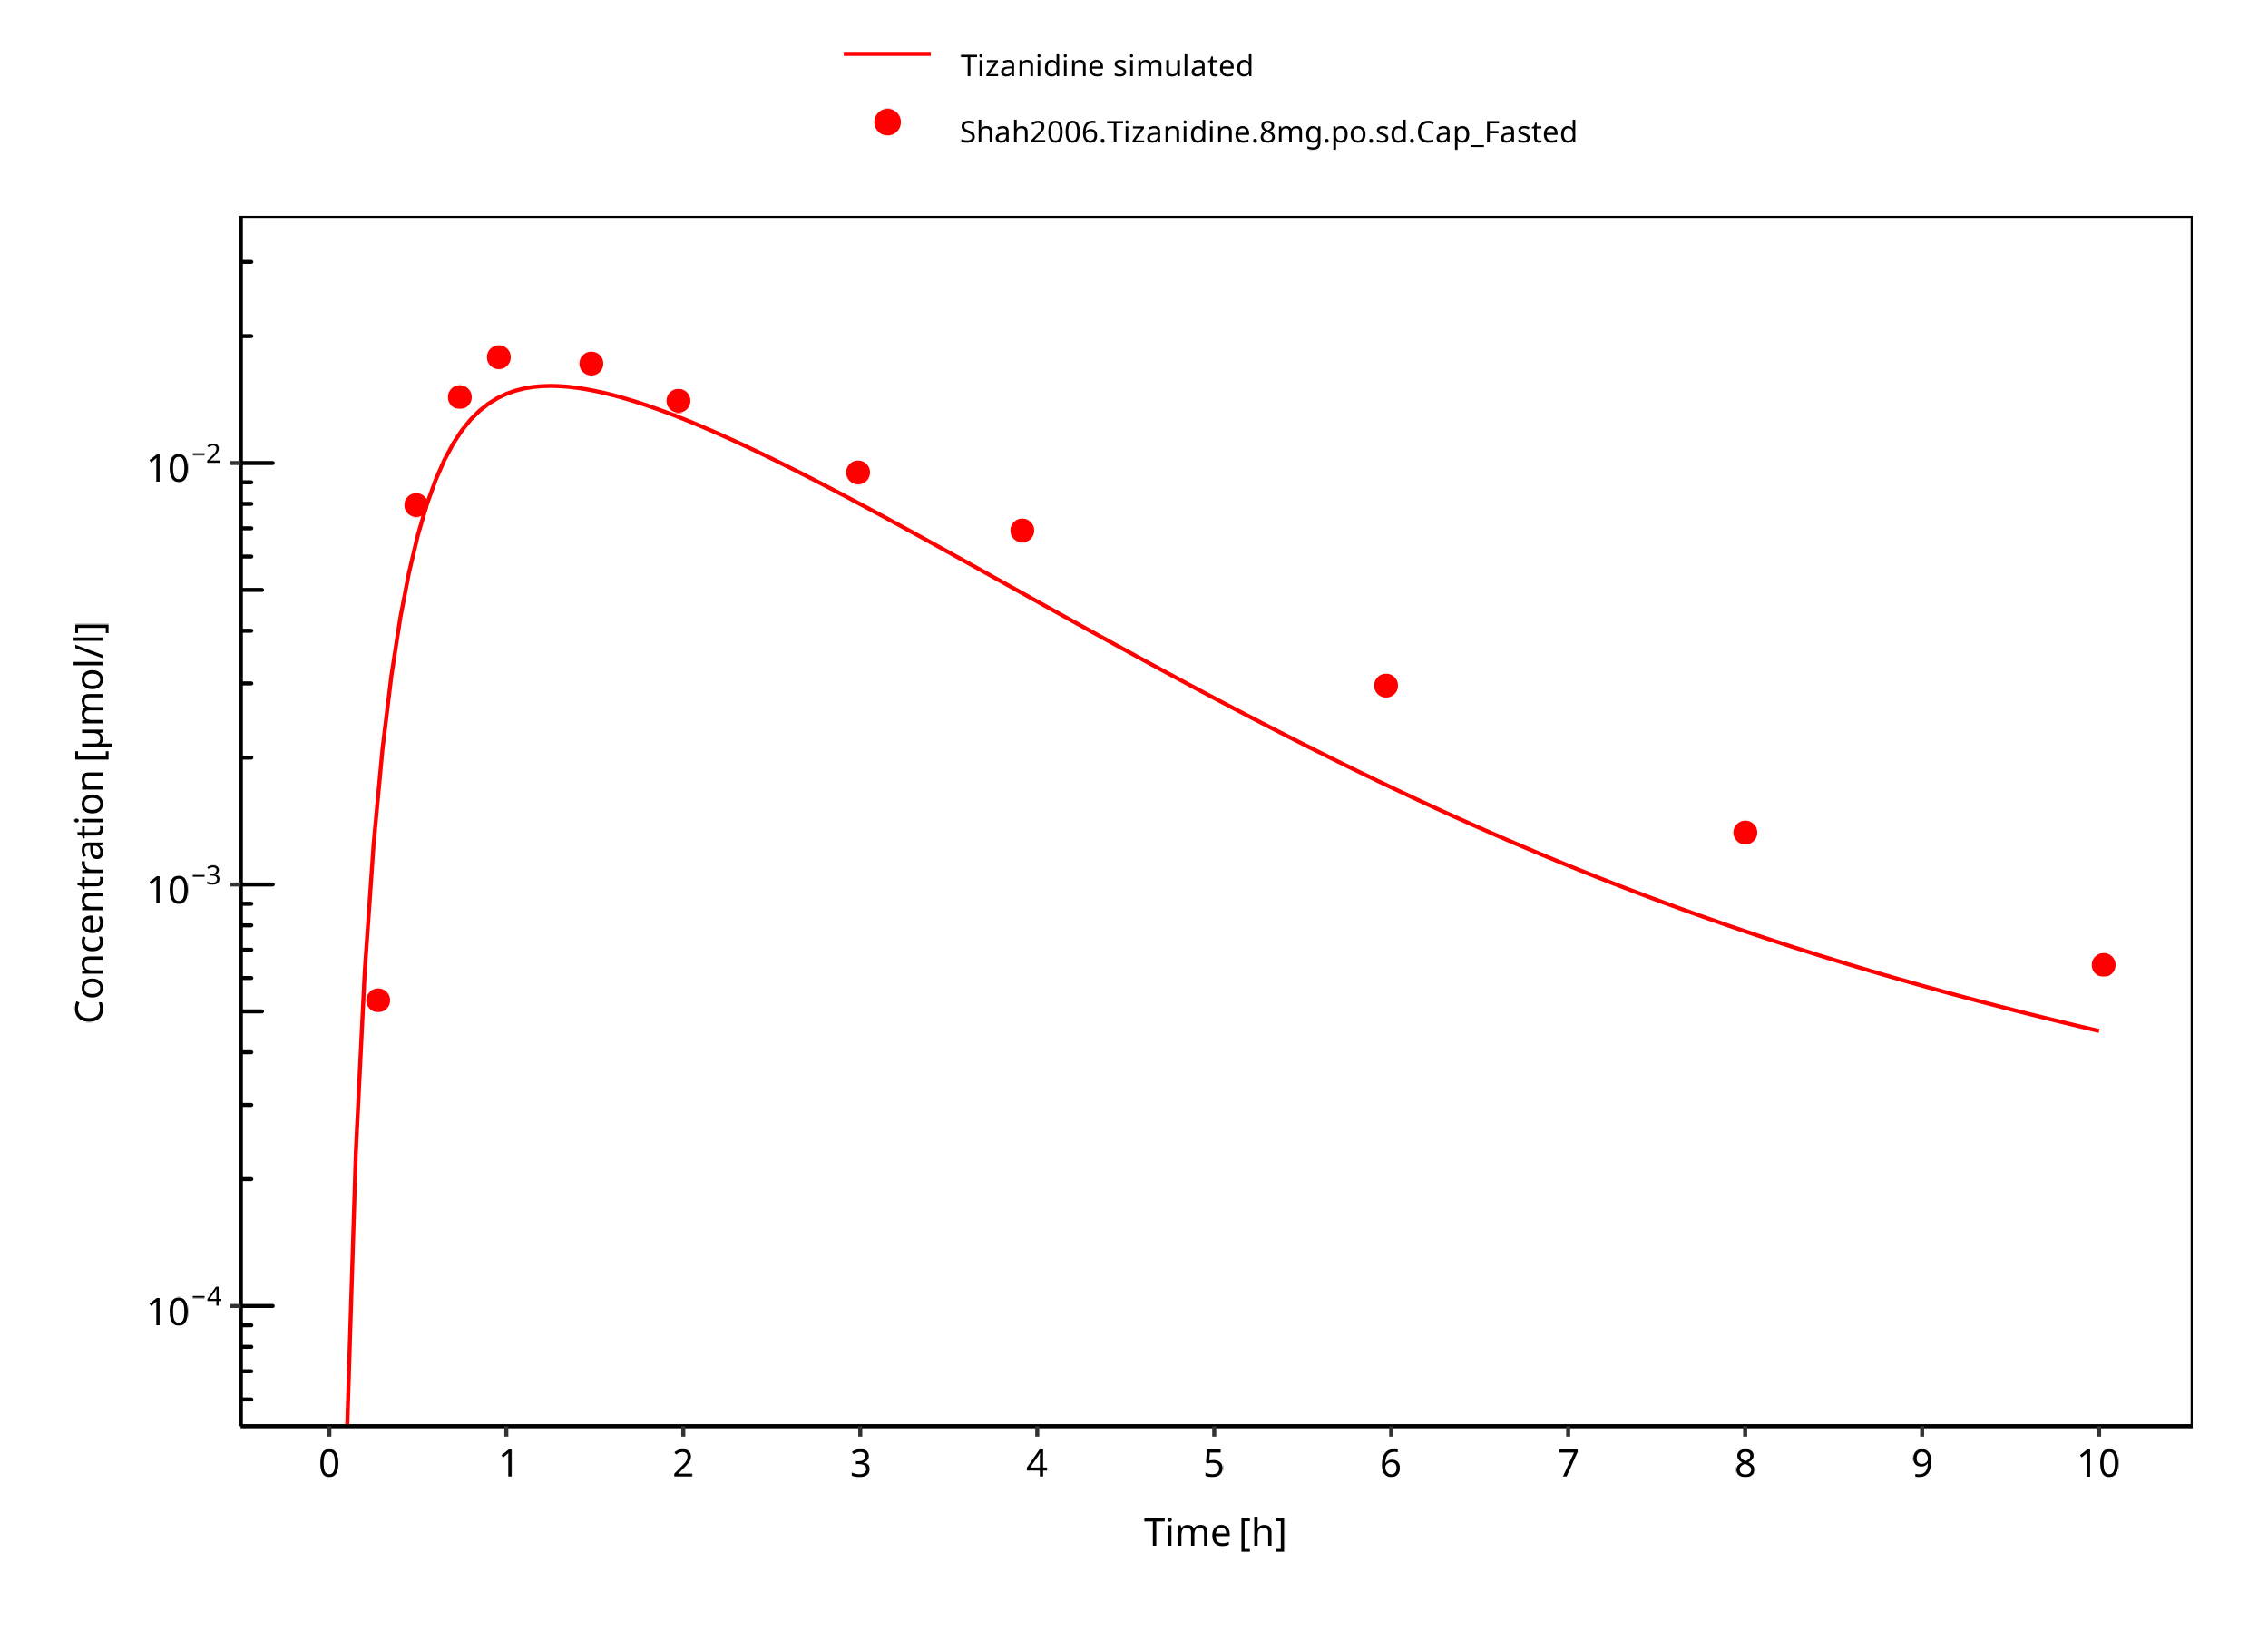 Tizanidine simulated
Shah2006.Tizanidine.8mg.po.sd.Cap_Fasted
Concentration [µmol/l]
10⁻²
10⁻³
10⁻⁴
0 1 2 3 4 5 6 7 8 9 10
Time [h]